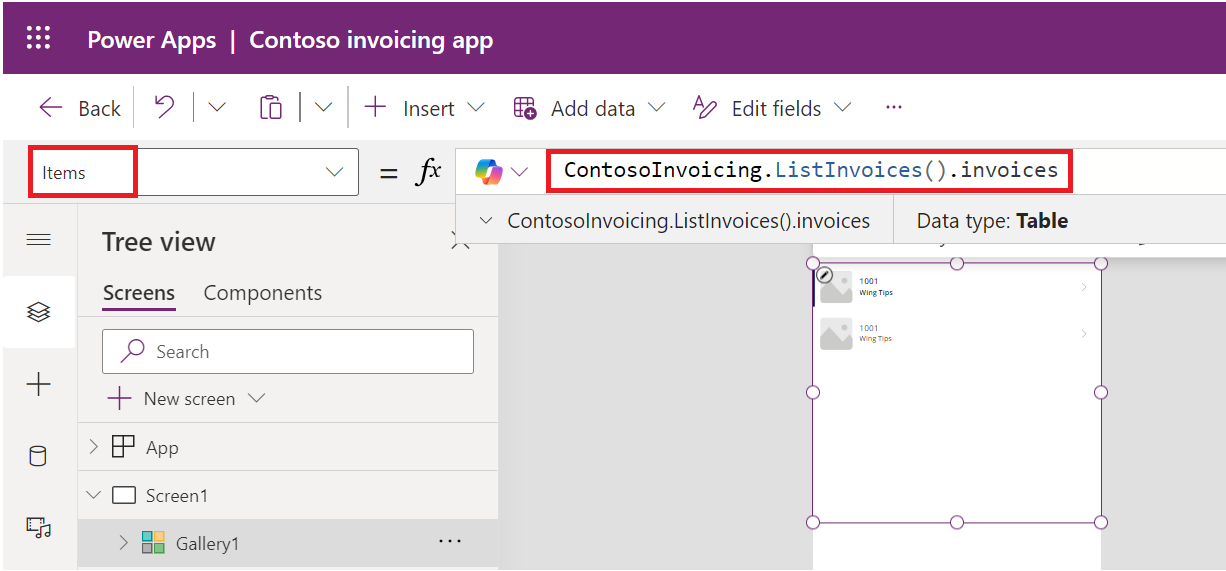 Power Apps | Contoso invoicing app
Back Insert Add data Edit fields ...
Items = fx ContosoInvoicing.ListInvoices().invoices
ContosoInvoicing.ListInvoices().invoices Data type: Table
Tree view
Screens Components
Search
New screen
App
Screen1
Gallery1 ...
1001
Wing Tips
1001
Wing Tips